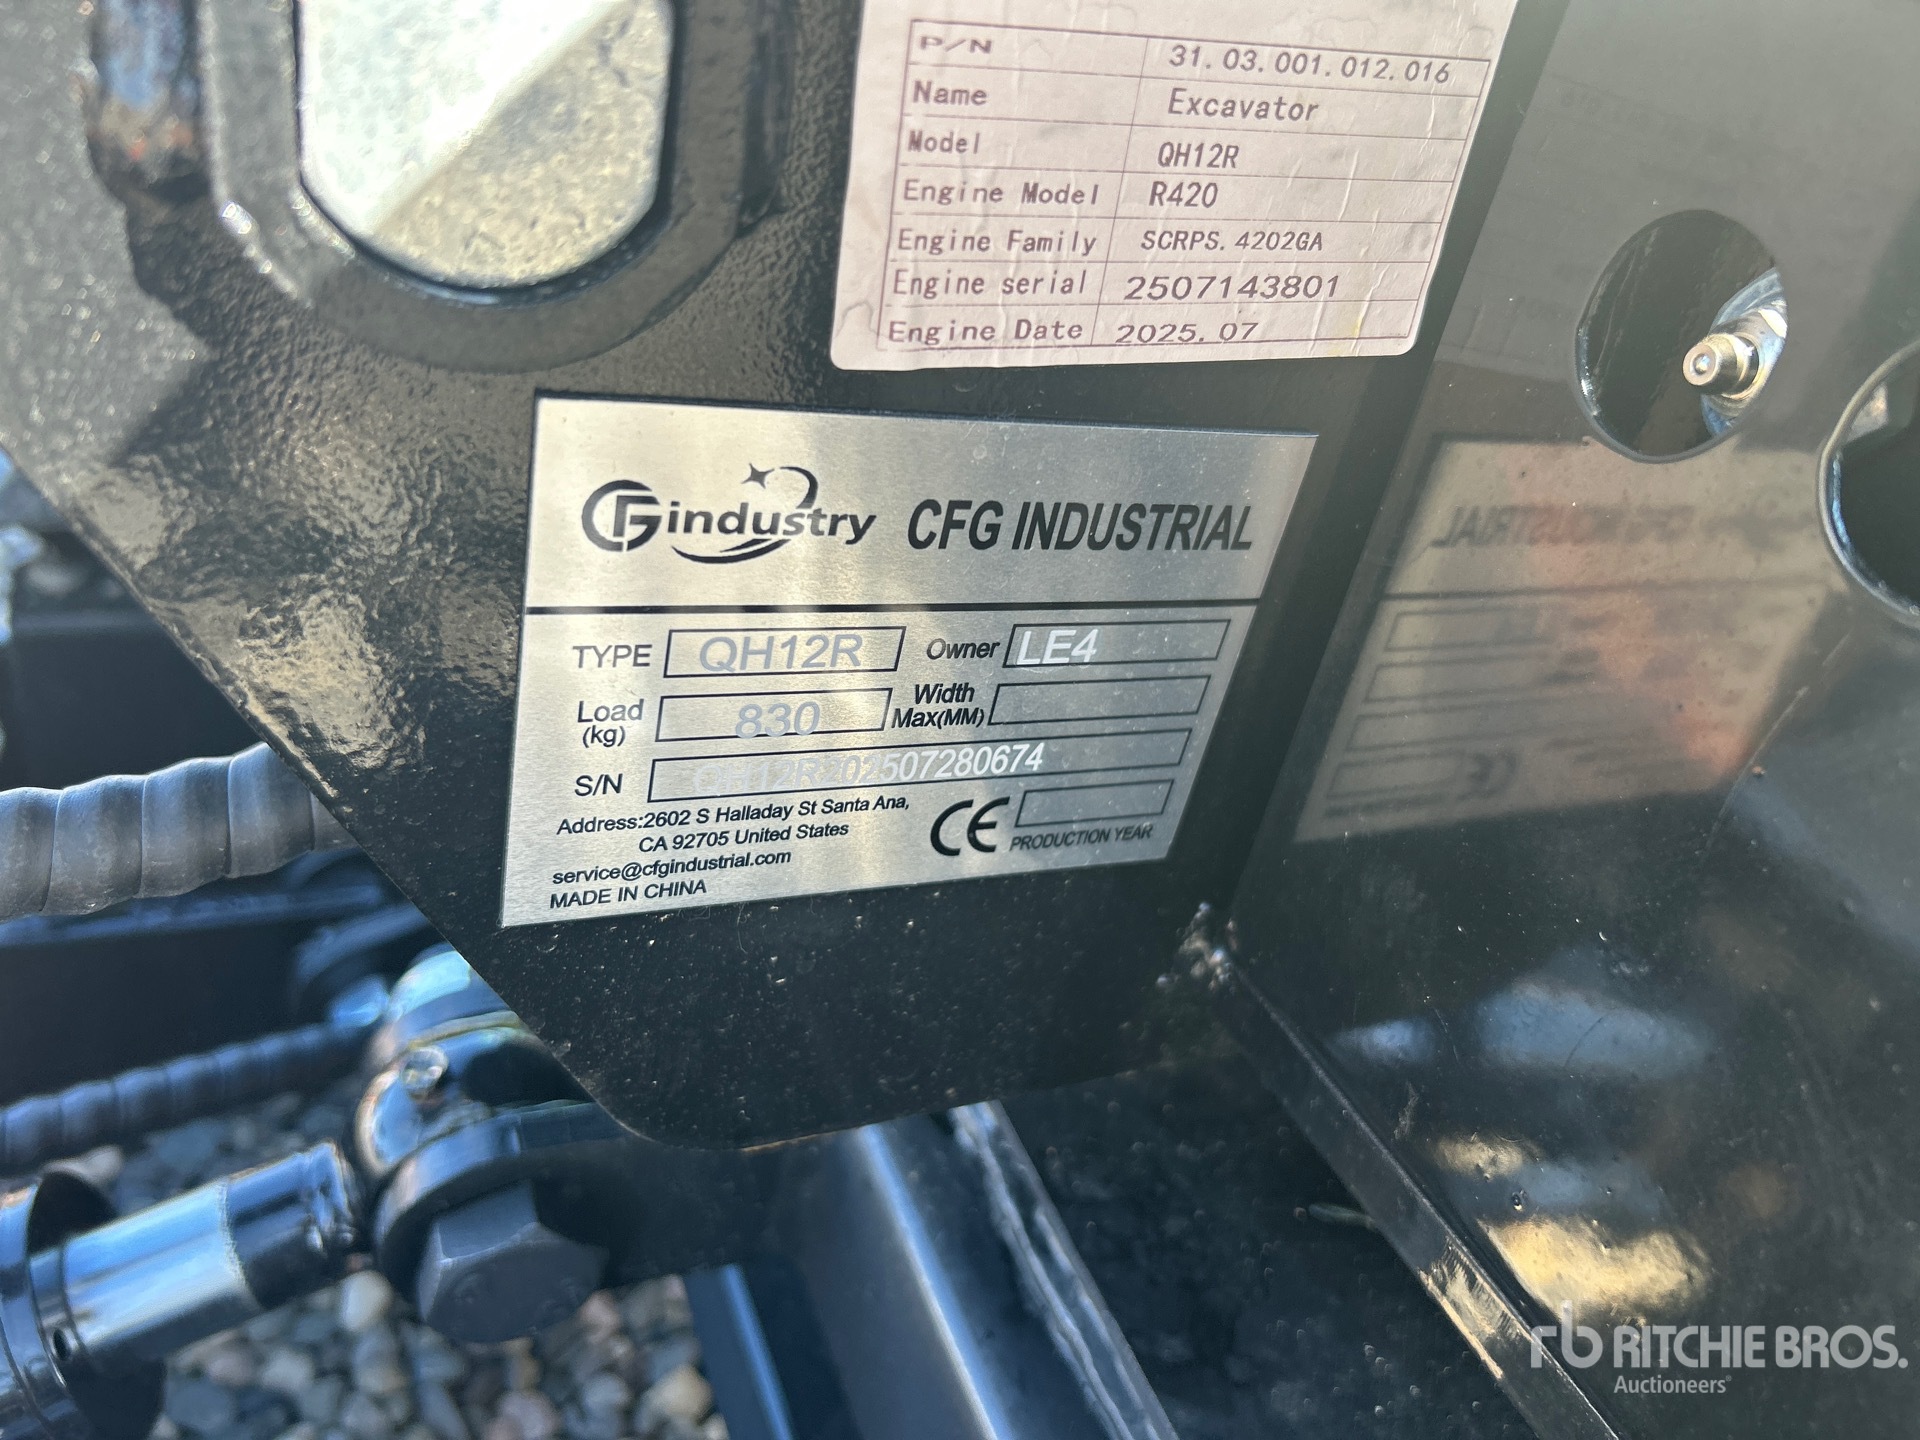 P/N 31.03.001.012.016
Name Excavator
Model QH12R
Engine Model R420
Engine Family SCRPS.4202GA
Engine serial 2507143801
Engine Date 2025.07
CFGindustry CFG INDUSTRIAL
TYPE QH12R Owner LE4
Load (kg) 830 Width Max(MM)
S/N QH12R202507280674
Address:2602 S Halladay St Santa Ana,
CA 92705 United States
service@cfgindustrial.com
MADE IN CHINA
CE PRODUCTION YEAR
rb RITCHIE BROS.
Auctioneers